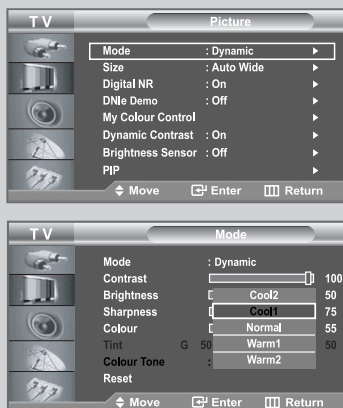 TV Picture
Mode : Dynamic
Size : Auto Wide
Digital NR : On
DNIe Demo : Off
My Colour Control
Dynamic Contrast : On
Brightness Sensor : Off
PIP
Move Enter Return
TV Mode
Mode : Dynamic
Contrast 100
Brightness Cool2 50
Sharpness Cool1 75
Colour Normal 55
Tint G 50 Warm1 50
Colour Tone : Warm2
Reset
Move Enter Return